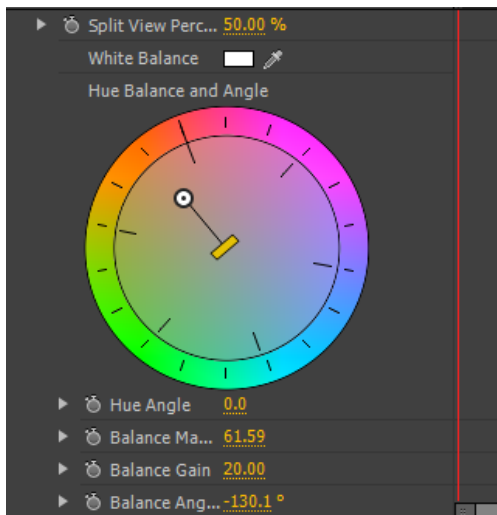 Split View Perc... 50.00 %
White Balance
Hue Balance and Angle
Hue Angle 0.0
Balance Ma... 61.59
Balance Gain 20.00
Balance Ang... -130.1 °